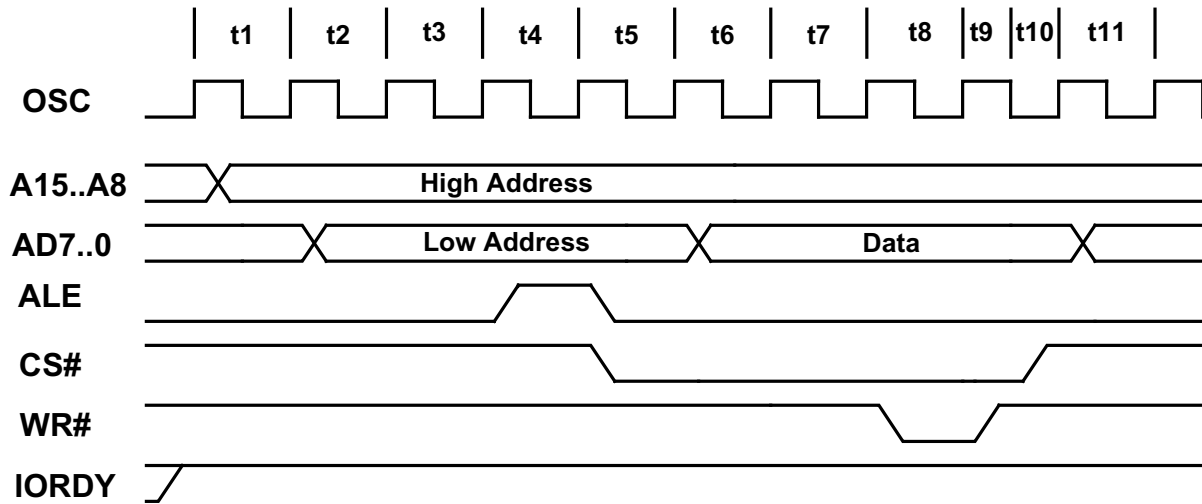 t1 t2 t3 t4 t5 t6 t7 t8 t9 t10 t11
OSC
A15..A8 High Address
AD7..0 Low Address Data
ALE
CS#
WR#
IORDY